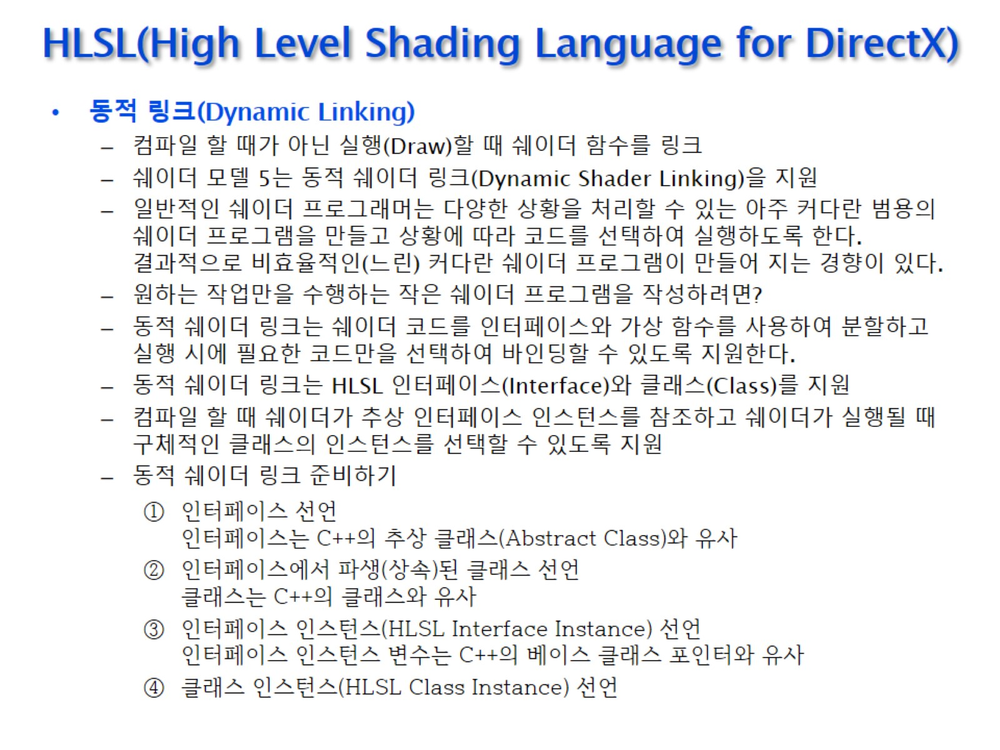 HLSL(High Level Shading Language for DirectX)
• 동적 링크(Dynamic Linking)
– 컴파일 할 때가 아닌 실행(Draw)할 때 쉐이더 함수를 링크
– 쉐이더 모델 5는 동적 쉐이더 링크(Dynamic Shader Linking)을 지원
– 일반적인 쉐이더 프로그래머는 다양한 상황을 처리할 수 있는 아주 커다란 범용의
쉐이더 프로그램을 만들고 상황에 따라 코드를 선택하여 실행하도록 한다.
결과적으로 비효율적인(느린) 커다란 쉐이더 프로그램이 만들어 지는 경향이 있다.
– 원하는 작업만을 수행하는 작은 쉐이더 프로그램을 작성하려면?
– 동적 쉐이더 링크는 쉐이더 코드를 인터페이스와 가상 함수를 사용하여 분할하고
실행 시에 필요한 코드만을 선택하여 바인딩할 수 있도록 지원한다.
– 동적 쉐이더 링크는 HLSL 인터페이스(Interface)와 클래스(Class)를 지원
– 컴파일 할 때 쉐이더가 추상 인터페이스 인스턴스를 참조하고 쉐이더가 실행될 때
구체적인 클래스의 인스턴스를 선택할 수 있도록 지원
– 동적 쉐이더 링크 준비하기
① 인터페이스 선언
인터페이스는 C++의 추상 클래스(Abstract Class)와 유사
② 인터페이스에서 파생(상속)된 클래스 선언
클래스는 C++의 클래스와 유사
③ 인터페이스 인스턴스(HLSL Interface Instance) 선언
인터페이스 인스턴스 변수는 C++의 베이스 클래스 포인터와 유사
④ 클래스 인스턴스(HLSL Class Instance) 선언